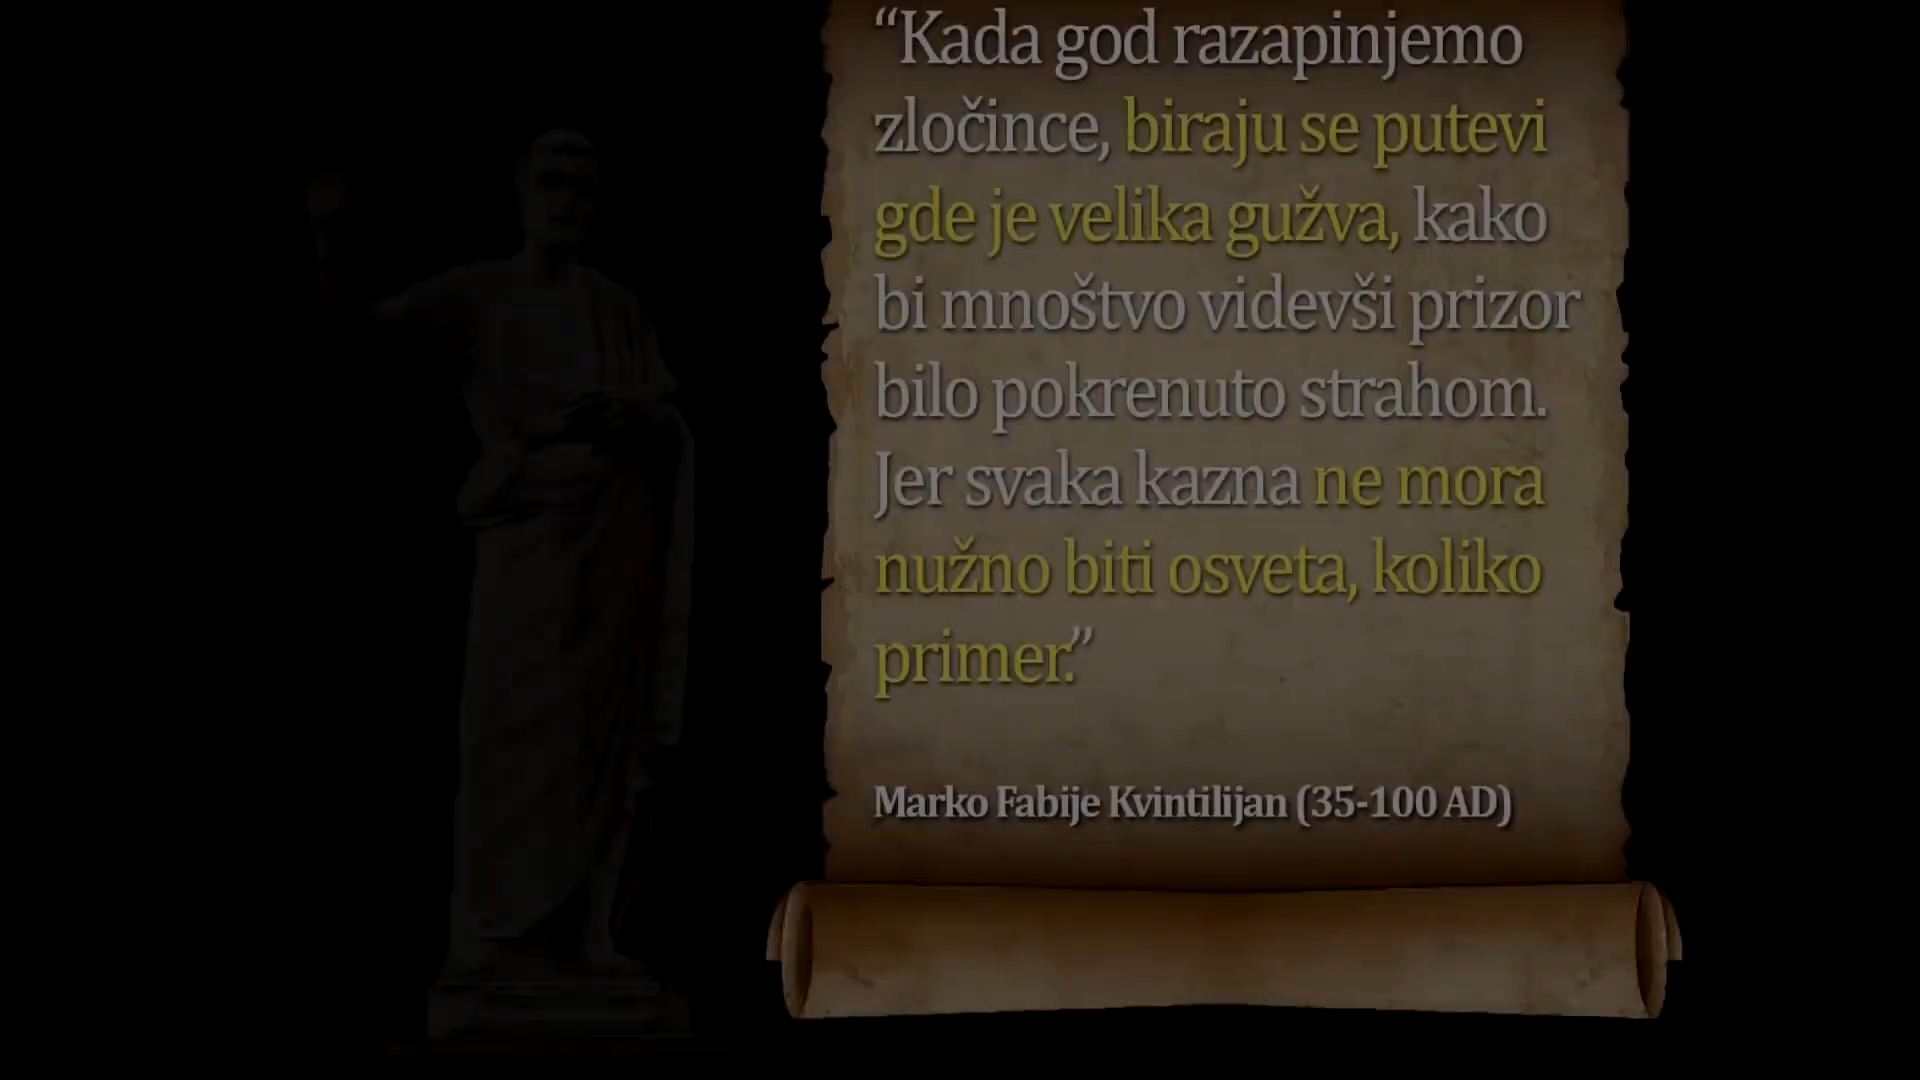 “Kada god razapinjemo
zločince, biraju se putevi
gde je velika gužva, kako
bi mnoštvo videvši prizor
bilo pokrenuto strahom.
Jer svaka kazna ne mora
nužno biti osveta, koliko
primer.”
Marko Fabije Kvintilijan (35-100 AD)